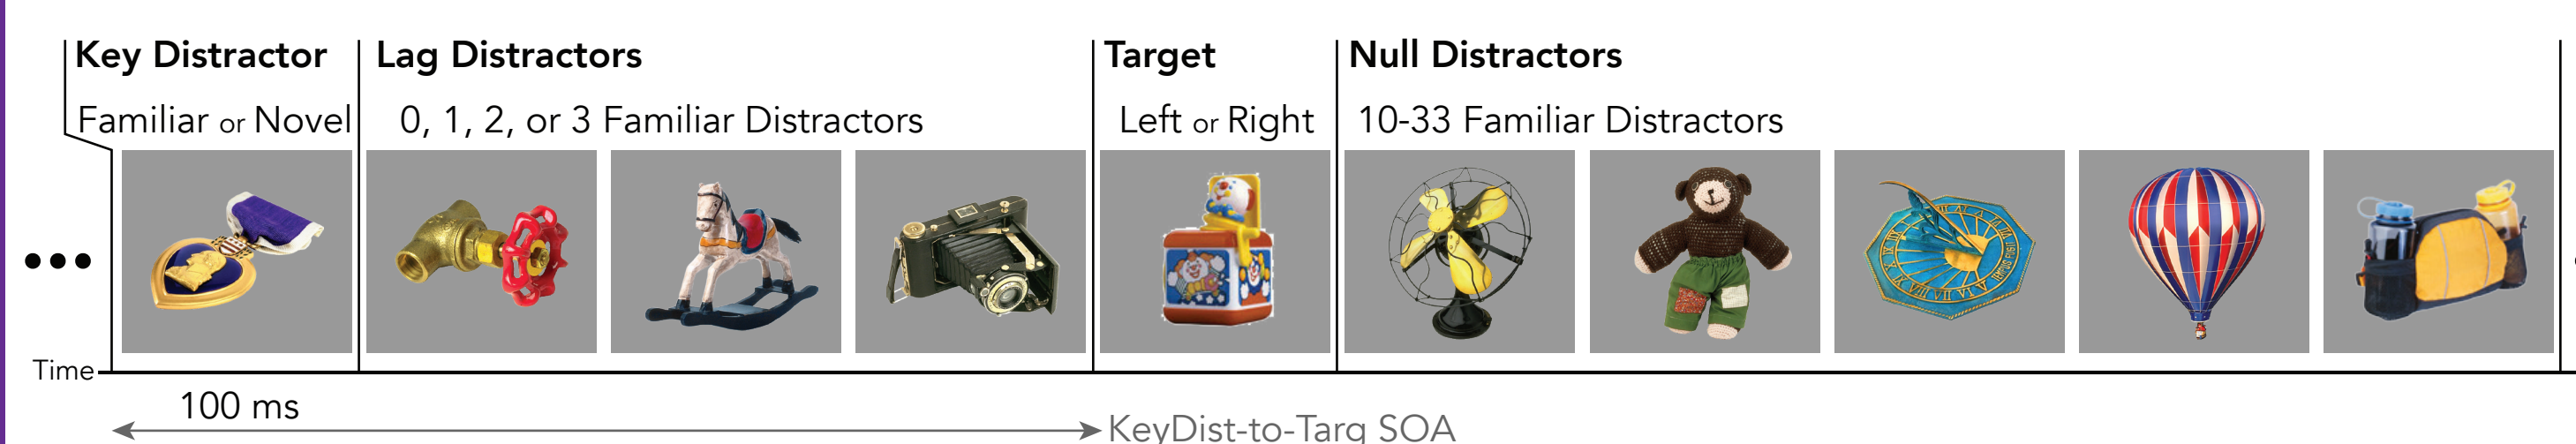 Key Distractor
Lag Distractors
Target
Null Distractors
Familiar or Novel
0, 1, 2, or 3 Familiar Distractors
Left or Right
10-33 Familiar Distractors
Time
100 ms
KeyDist-to-Targ SOA